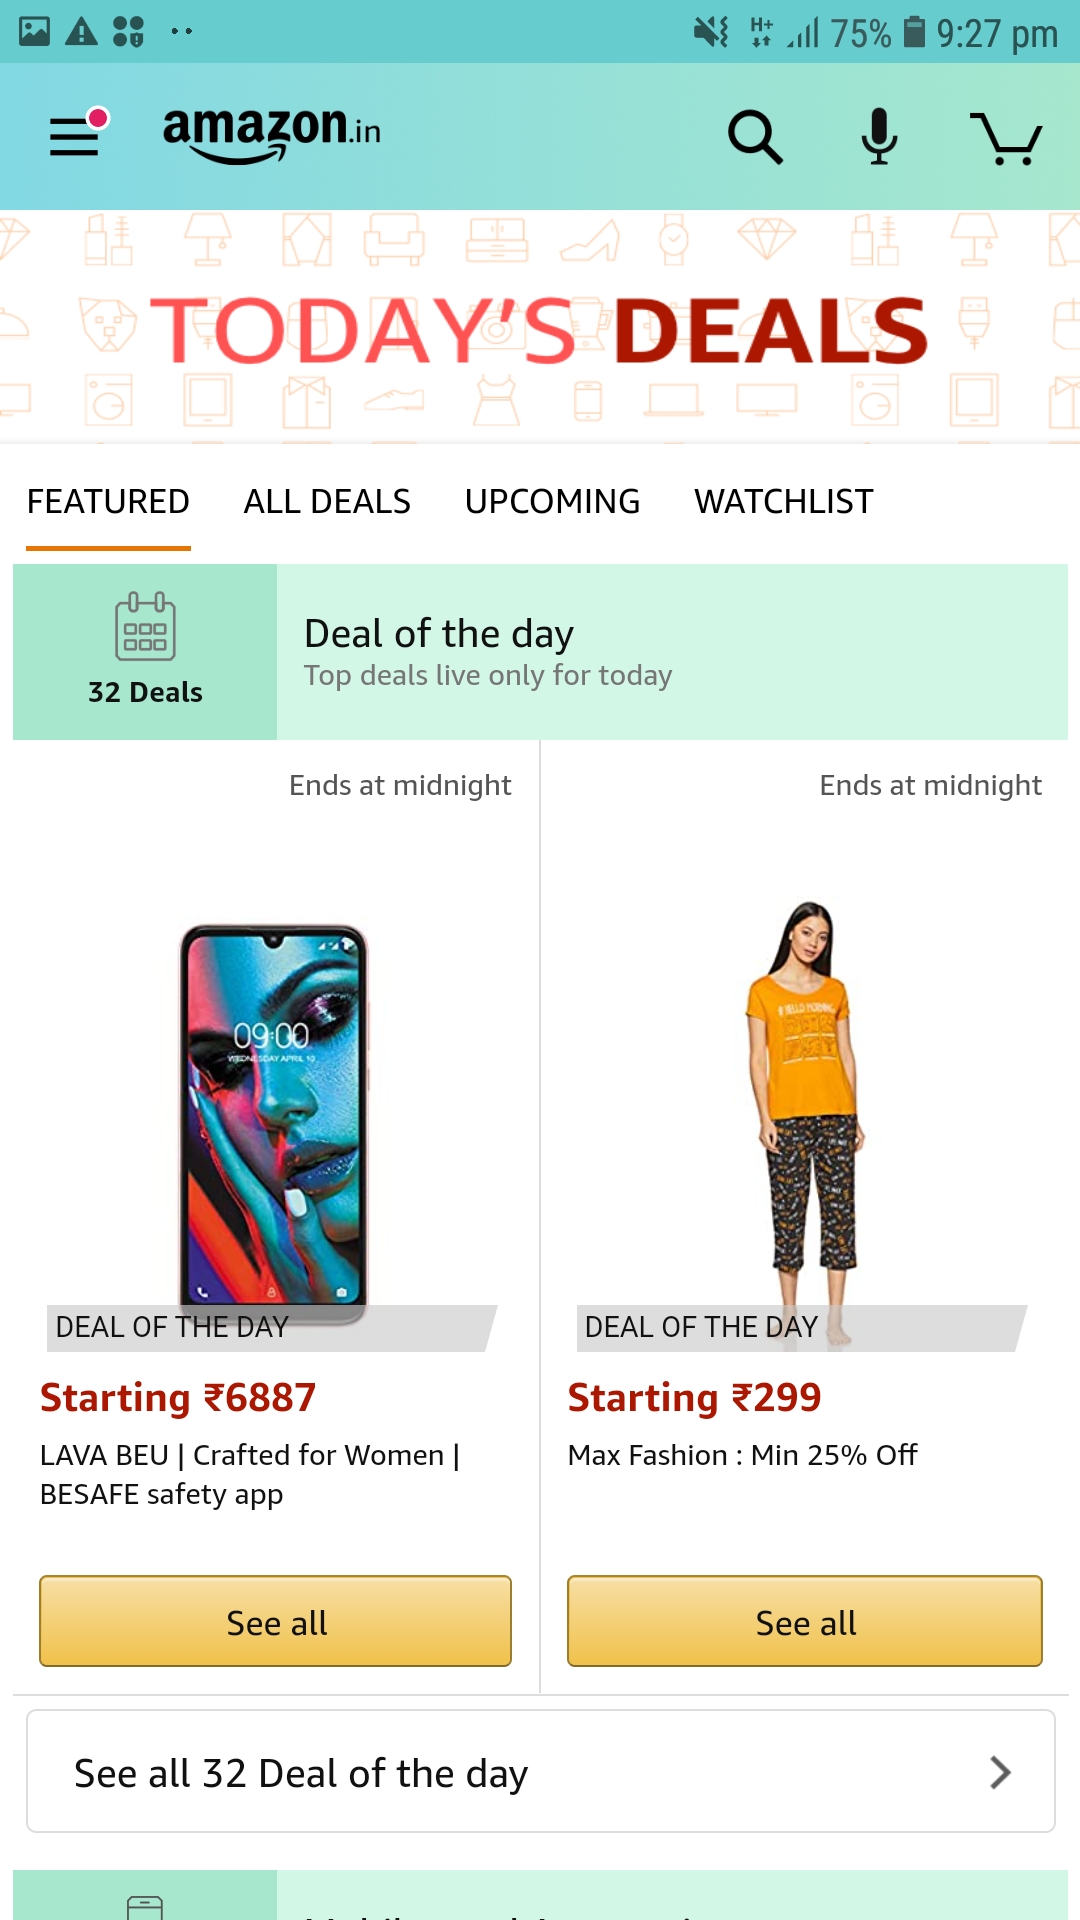 75% 9:27 pm
amazon.in
TODAY'S DEALS
FEATURED ALL DEALS UPCOMING WATCHLIST
Deal of the day
Top deals live only for today
32 Deals
Ends at midnight
Ends at midnight
09:00
WEDNESDAY APRIL 10
DEAL OF THE DAY
DEAL OF THE DAY
Starting ₹6887
LAVA BEU | Crafted for Women |
BESAFE safety app
Starting ₹299
Max Fashion : Min 25% Off
See all
See all
See all 32 Deal of the day